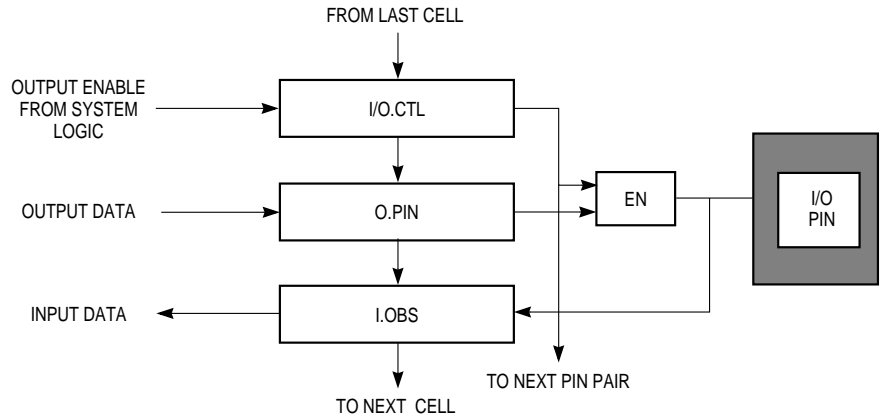 FROM LAST CELL
OUTPUT ENABLE
FROM SYSTEM
LOGIC
I/O.CTL
OUTPUT DATA
O.PIN
EN
I/O
PIN
INPUT DATA
I.OBS
TO NEXT PIN PAIR
TO NEXT CELL